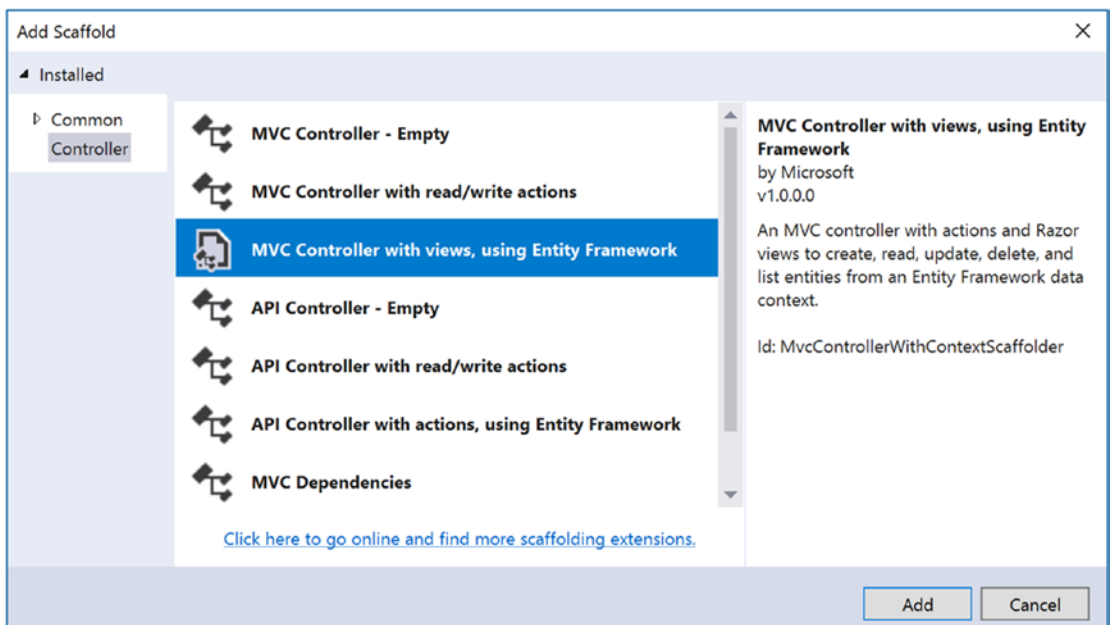 Add Scaffold
Installed
Common
Controller
MVC Controller - Empty
MVC Controller with read/write actions
MVC Controller with views, using Entity Framework
API Controller - Empty
API Controller with read/write actions
API Controller with actions, using Entity Framework
MVC Dependencies
Click here to go online and find more scaffolding extensions.
MVC Controller with views, using Entity
Framework
by Microsoft
v1.0.0.0
An MVC controller with actions and Razor
views to create, read, update, delete, and
list entities from an Entity Framework data
context.
Id: MvcControllerWithContextScaffolder
Add
Cancel